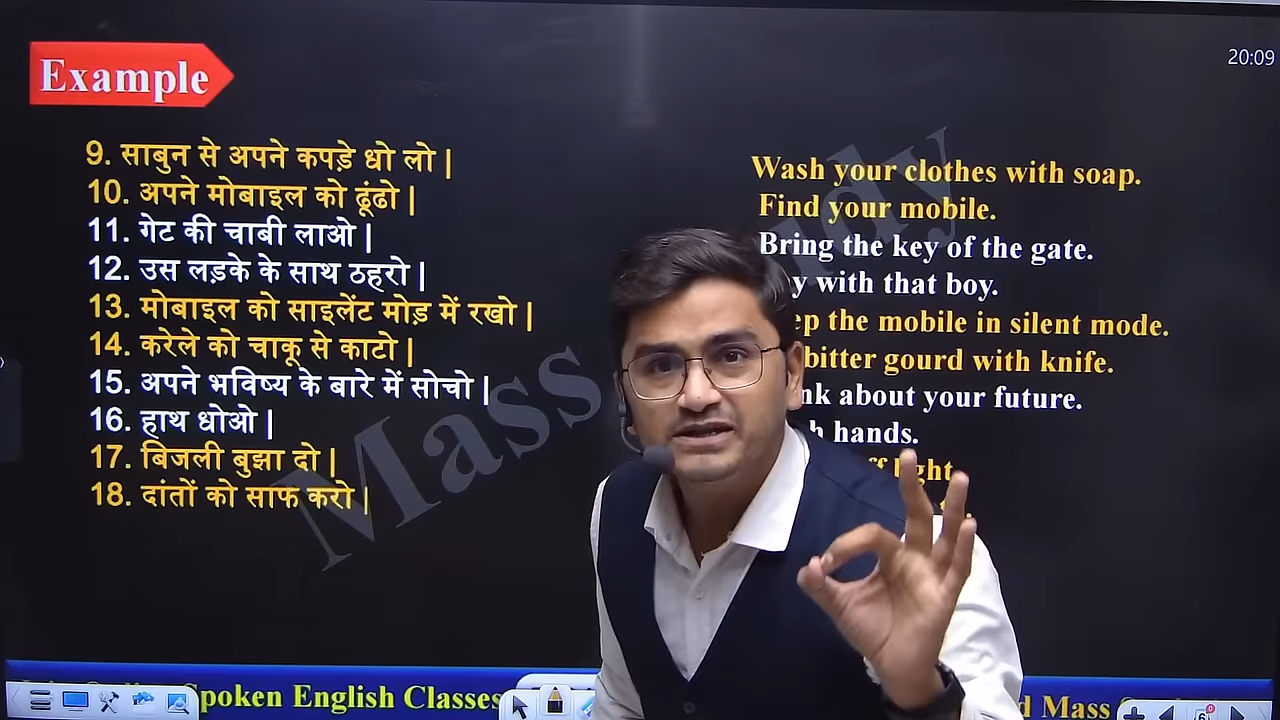 Example
20:09
9. साबुन से अपने कपड़े धो लो |
Wash your clothes with soap.
10. अपने मोबाइल को ढूंढो |
Find your mobile.
11. गेट की चाबी लाओ |
Bring the key of the gate.
12. उस लड़के के साथ ठहरो |
with that boy.
13. मोबाइल को साइलेंट मोड़ में रखो |
the mobile in silent mode.
14. करेले को चाकू से काटो |
bitter gourd with knife.
15. अपने भविष्य के बारे में सोचो |
about your future.
16. हाथ धोओ |
hands.
17. बिजली बुझा दो |
light
18. दांतों को साफ करो |
Mass
Spoken English Classes
Mass